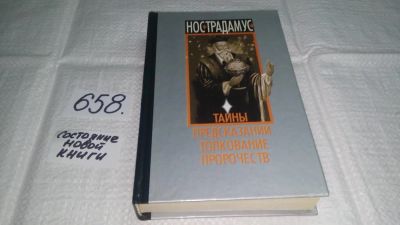 НОСТРАДАМУС
ТАЙНЫ
ПРЕДСКАЗАНИЙ
ТОЛКОВАНИЕ
ПРОРОЧЕСТВ
658.
состояние
новой
книги